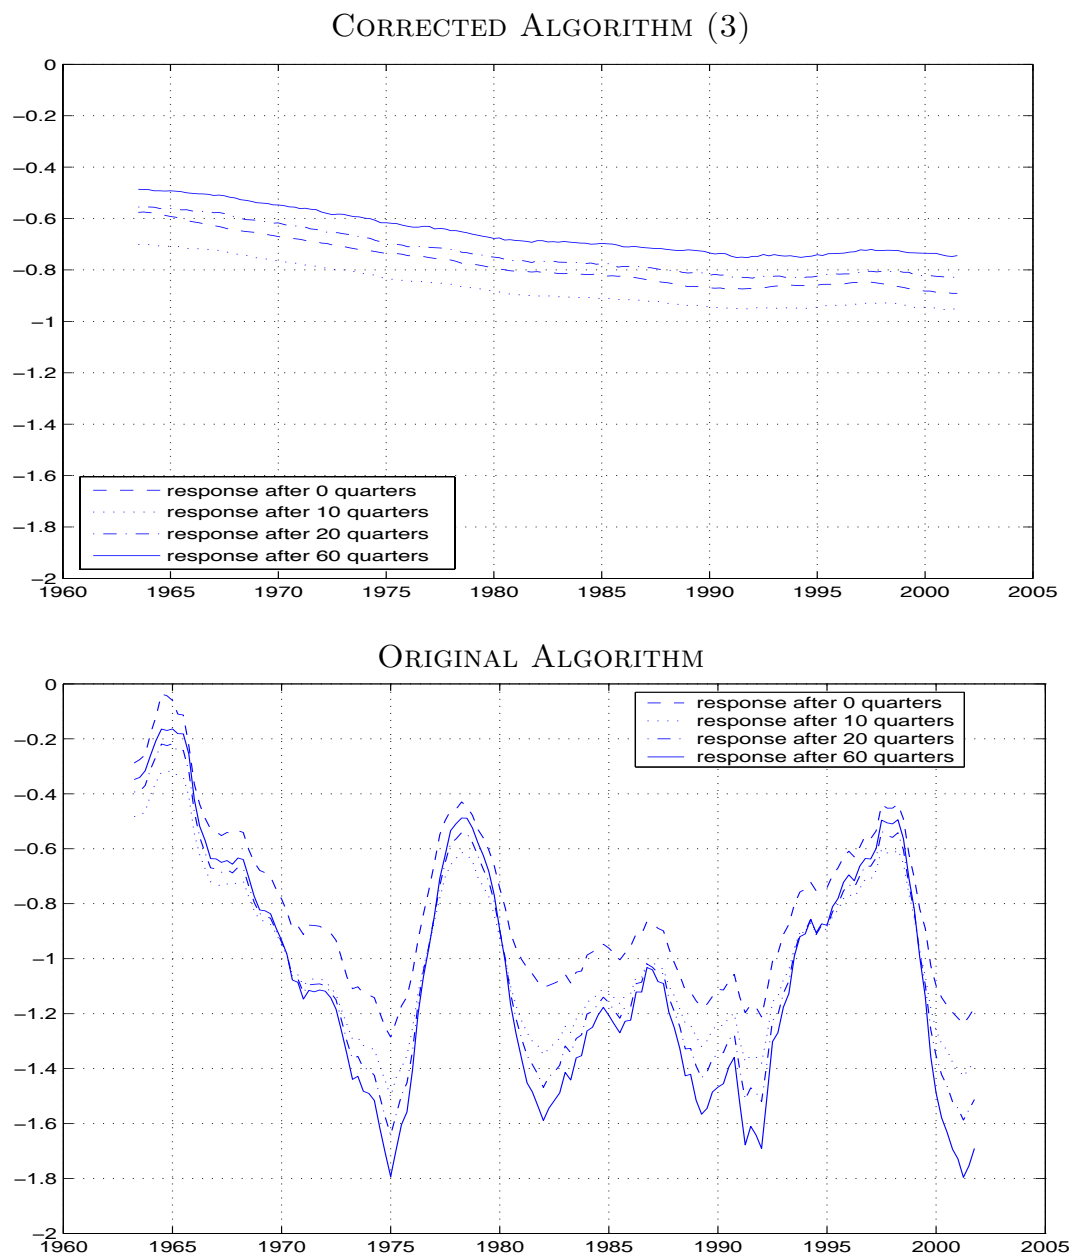 CORRECTED ALGORITHM (3)
0
−0.2
−0.4
−0.6
−0.8
−1
−1.2
−1.4
−1.6
−1.8
−2
response after 0 quarters
response after 10 quarters
response after 20 quarters
response after 60 quarters
1960 1965 1970 1975 1980 1985 1990 1995 2000 2005
ORIGINAL ALGORITHM
0
−0.2
−0.4
−0.6
−0.8
−1
−1.2
−1.4
−1.6
−1.8
−2
response after 0 quarters
response after 10 quarters
response after 20 quarters
response after 60 quarters
1960 1965 1970 1975 1980 1985 1990 1995 2000 2005